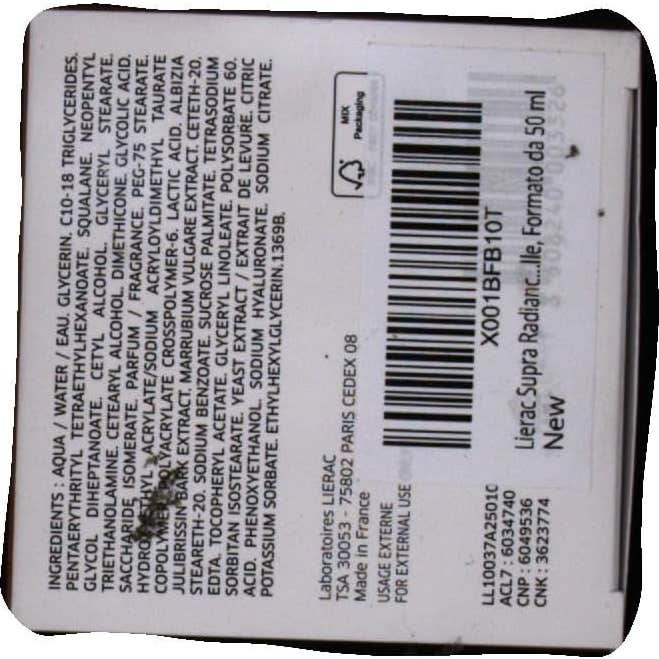 INGREDIENTS : AQUA / WATER / EAU. GLYCERIN. C10-18 TRIGLYCERIDES.
PENTAERYTHRITYL TETRAETHYLHEXANOATE. SQUALANE. NEOPENTYL
GLYCOL DIHEPTANOATE. CETYL ALCOHOL. GLYCERYL STEARATE.
TRIETHANOLAMINE. CETEARYL ALCOHOL. DIMETHICONE. GLYCOLIC ACID.
SACCHARIDE ISOMERATE. PARFUM / FRAGRANCE. PEG-75 STEARATE.
ACRYLATE/SODIUM ACRYLOYLDIMETHYL TAURATE
CROSSPOLYMER-6. LACTIC ACID. ALBIZIA
JULIBRISSIN BARK EXTRACT. MARRUBIUM VULGARE EXTRACT. CETETH-20.
STEARETH-20. SODIUM BENZOATE. SUCROSE PALMITATE. TETRASODIUM
EDTA. TOCOPHERYL ACETATE. GLYCERYL LINOLEATE. POLYSORBATE 60.
SORBITAN ISOSTEARATE. YEAST EXTRACT / EXTRAIT DE LEVURE. CITRIC
ACID. PHENOXYETHANOL. SODIUM HYALURONATE. SODIUM CITRATE.
POTASSIUM SORBATE. ETHYLHEXYLGLYCERIN.1369B.
Laboratoires LIERAC
TSA 30053 - 75802 PARIS CEDEX 08
Made in France
USAGE EXTERNE
FOR EXTERNAL USE
MIX
Packaging
LL10037A25010
ACL7 : 6034740
CNP : 6049536
CNK : 3623774
X001BFB10T
Lierac Supra Radianc...lle, Formato da 50 ml
New